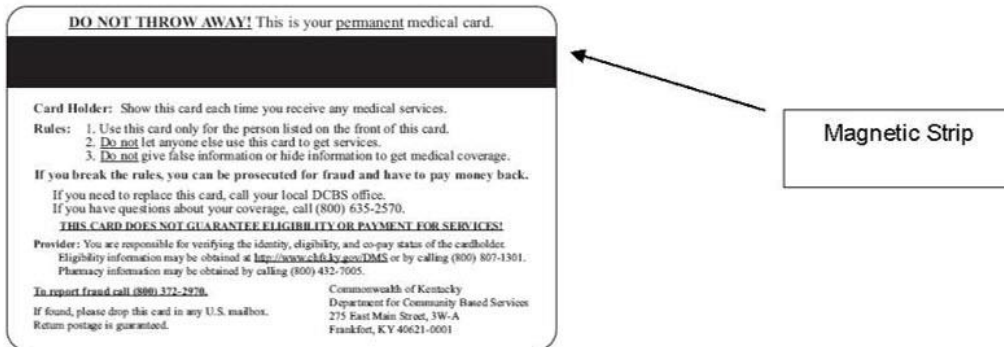 DO NOT THROW AWAY! This is your permanent medical card.
Magnetic Strip
Card Holder: Show this card each time you receive any medical services.
Rules: 1. Use this card only for the person listed on the front of this card.
2. Do not let anyone else use this card to get services.
3. Do not give false information or hide information to get medical coverage.
If you break the rules, you can be prosecuted for fraud and have to pay money back.
If you need to replace this card, call your local DCBS office.
If you have questions about your coverage, call (800) 635-2570.
THIS CARD DOES NOT GUARANTEE ELIGIBILITY OR PAYMENT FOR SERVICES!
Provider: You are responsible for verifying the identity, eligibility, and co-pay status of the cardholder.
Eligibility information may be obtained at http://www.chfs.ky.gov/DMS or by calling (800) 807-1301.
Pharmacy information may be obtained by calling (800) 432-7005.
To report fraud call (800) 372-2970.
If found, please drop this card in any U.S. mailbox.
Return postage is guaranteed.
Commonwealth of Kentucky
Department for Community Based Services
275 East Main Street, 3W-A
Frankfort, KY 40621-0001